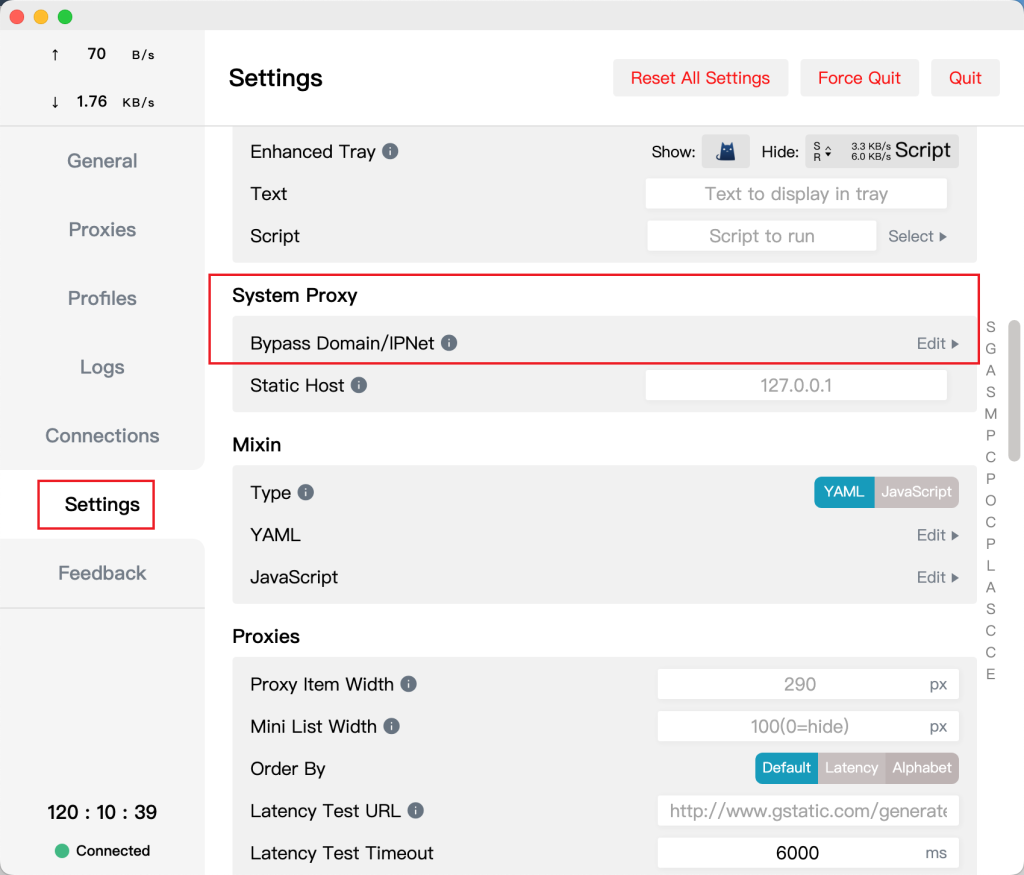 ↑ 70 B/s
↓ 1.76 KB/s
General
Proxies
Profiles
Logs
Connections
Settings
Feedback
120 : 10 : 39
Connected
Settings
Reset All Settings
Force Quit
Quit
Enhanced Tray
Show:
Hide: S R 3.3 KB/s 6.0 KB/s Script
Text
Text to display in tray
Script
Script to run
Select
System Proxy
Bypass Domain/IPNet
Edit
Static Host
127.0.0.1
Mixin
Type
YAML JavaScript
YAML
Edit
JavaScript
Edit
Proxies
Proxy Item Width
290 px
Mini List Width
100(0=hide) px
Order By
Default Latency Alphabet
Latency Test URL
http://www.gstatic.com/generate
Latency Test Timeout
6000 ms
S
G
A
S
M
P
C
P
O
C
P
L
A
S
C
C
E